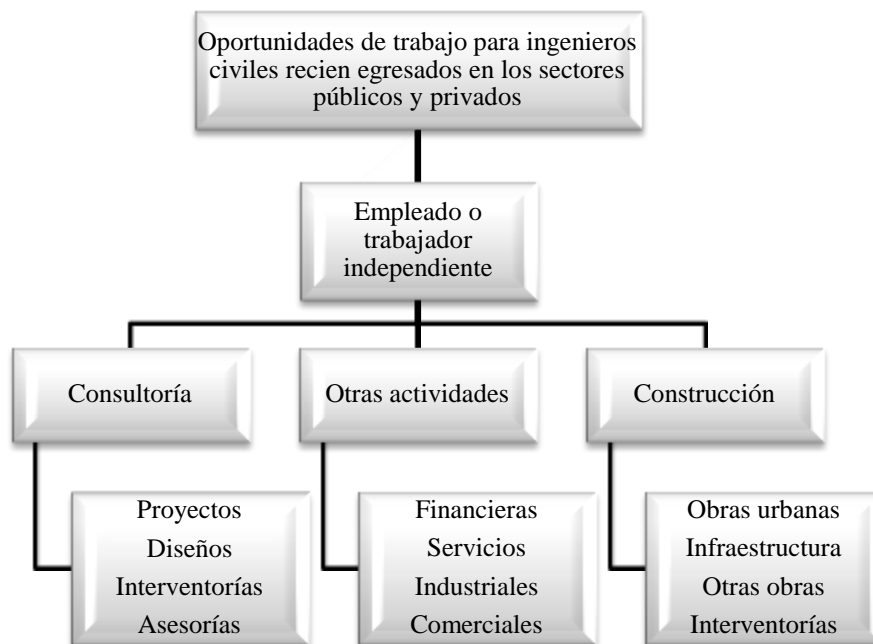 Oportunidades de trabajo para ingenieros
civiles recien egresados en los sectores
públicos y privados
Empleado o
trabajador
independiente
Consultoría
Otras actividades
Construcción
Proyectos
Diseños
Interventorías
Asesorías
Financieras
Servicios
Industriales
Comerciales
Obras urbanas
Infraestructura
Otras obras
Interventorías